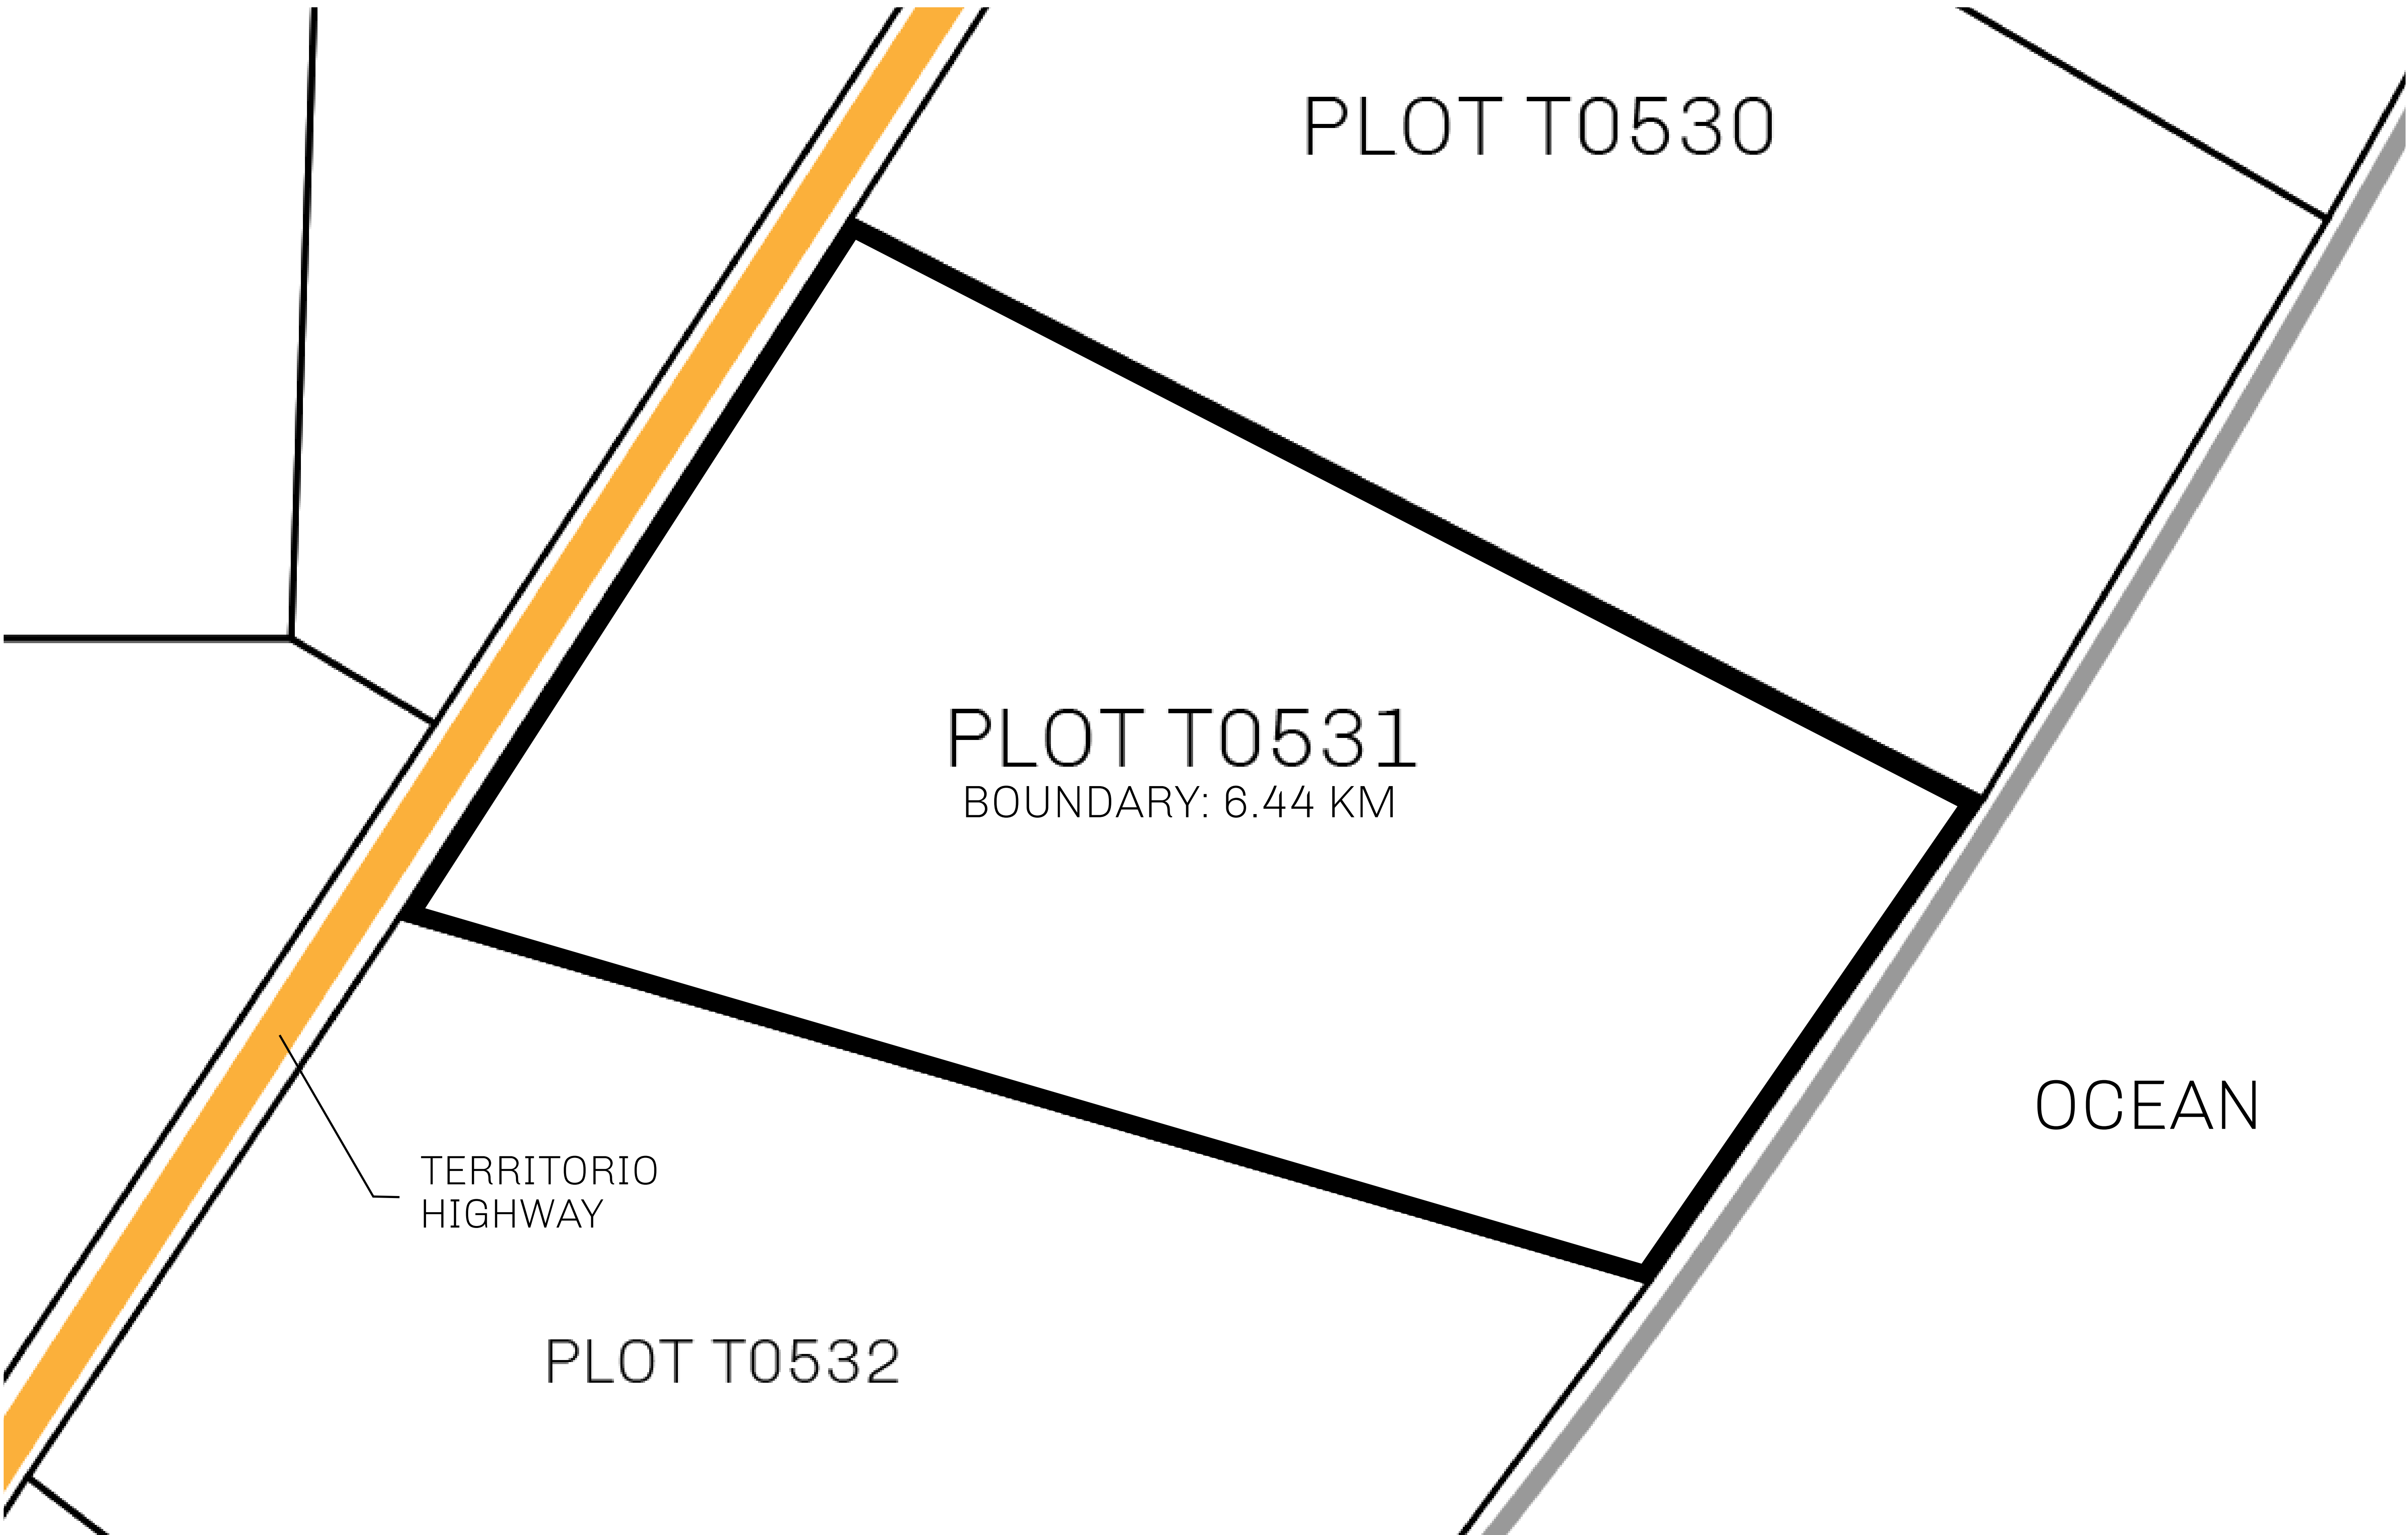 PLOT T0530
PLOT T0531
BOUNDARY: 6.44 KM
OCEAN
TERRITORIO
HIGHWAY
PLOT T0532